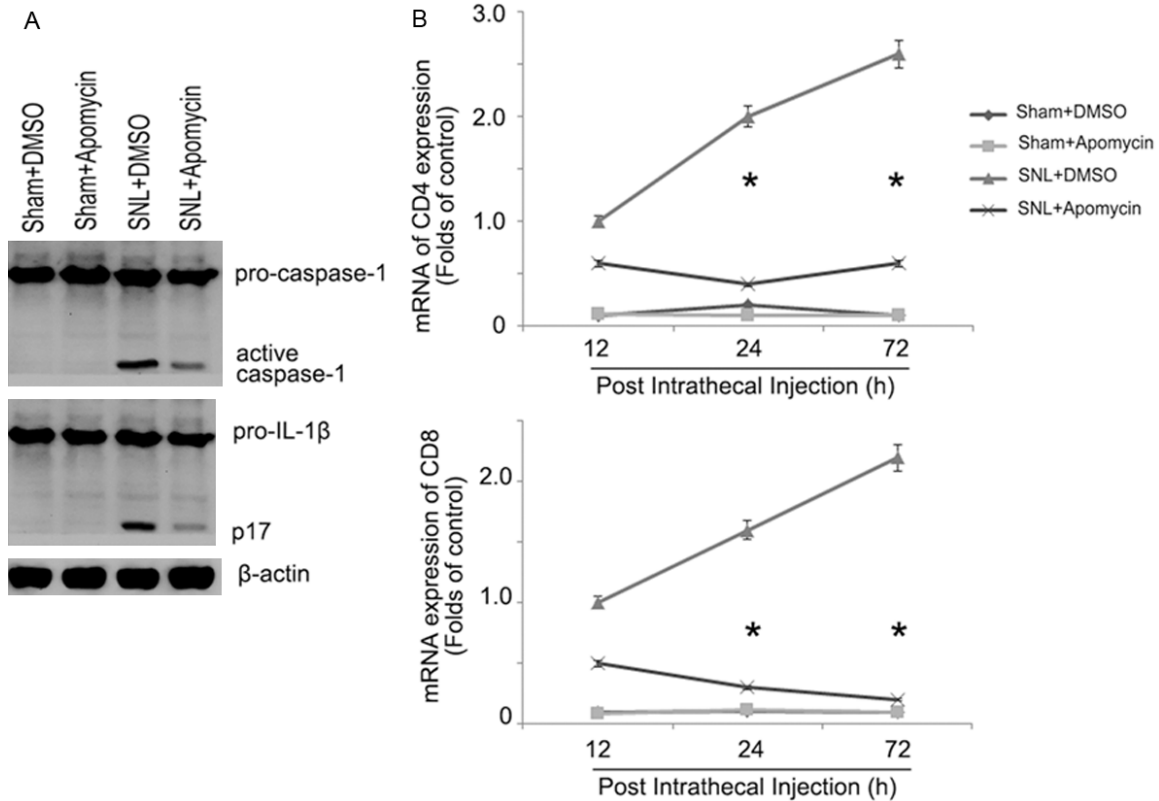 A
Sham+DMSO
Sham+Apomycin
SNL+DMSO
SNL+Apomycin
pro-caspase-1
active
caspase-1
pro-IL-1β
p17
β-actin
B
mRNA of CD4 expression
(Folds of control)
3.0
2.0
1.0
0
*
*
12
24
72
Post Intrathecal Injection (h)
Sham+DMSO
Sham+Apomycin
SNL+DMSO
SNL+Apomycin
mRNA expression of CD8
(Folds of control)
2.0
1.0
0
*
*
12
24
72
Post Intrathecal Injection (h)